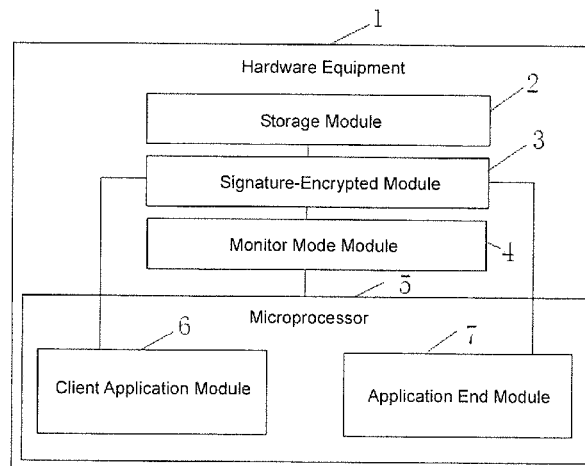 1
Hardware Equipment
2
Storage Module
3
Signature-Encrypted Module
Monitor Mode Module
4
5
Microprocessor
6
7
Client Application Module
Application End Module